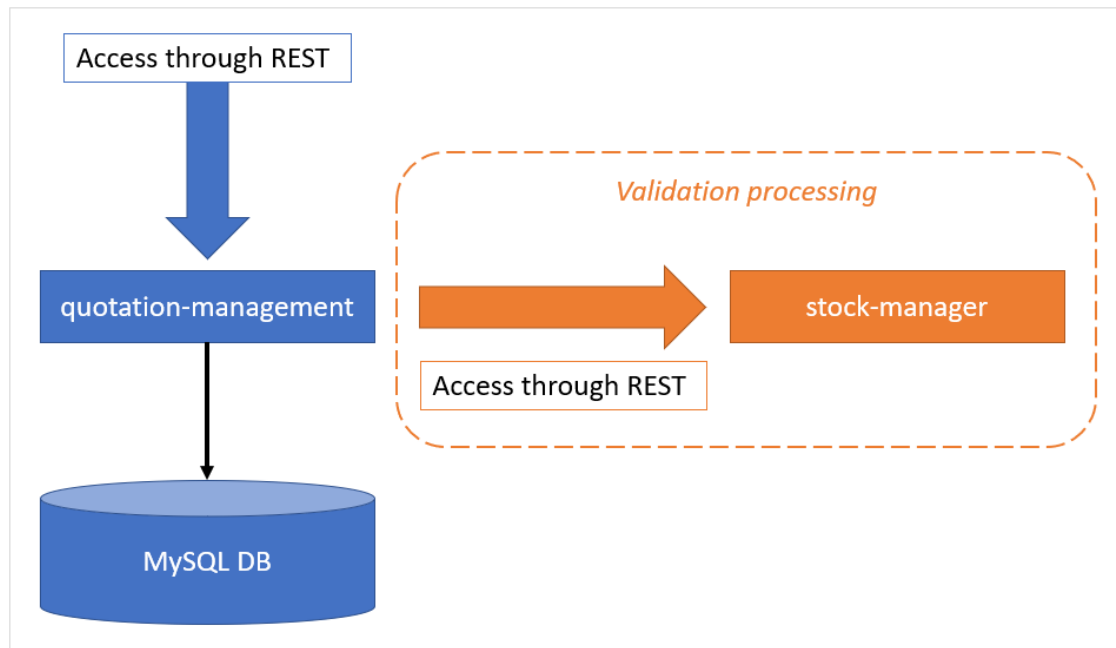 Access through REST
Validation processing
quotation-management
stock-manager
Access through REST
MySQL DB